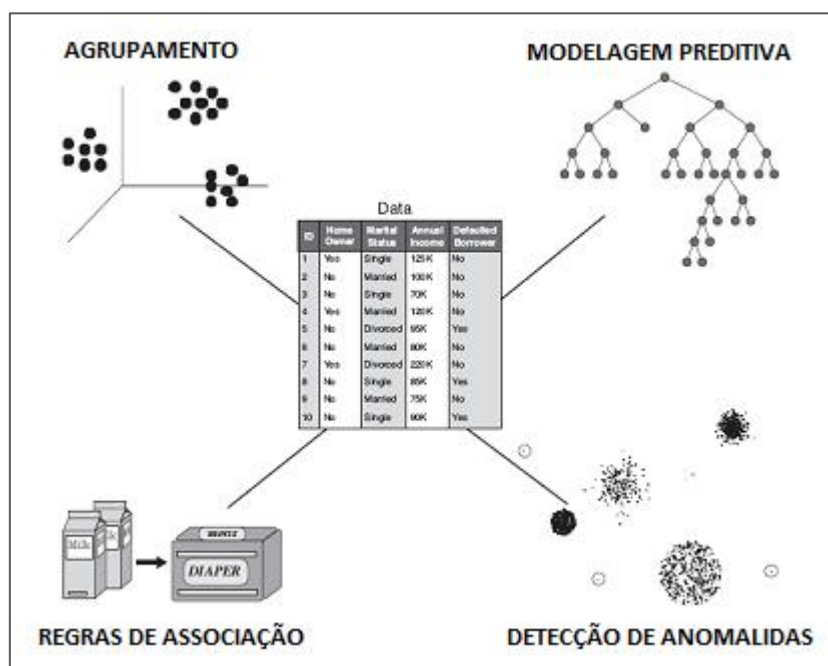 AGRUPAMENTO
MODELAGEM PREDITIVA
Data
ID Home Owner Marital Status Annual Income Defaulted Borrower
1 Yes Single 125K No
2 No Married 100K No
3 No Single 70K No
4 Yes Married 120K No
5 No Divorced 95K Yes
6 No Married 80K No
7 Yes Divorced 220K No
8 No Single 85K Yes
9 No Married 75K No
10 No Single 90K Yes
Milk
DIAPER
REGRAS DE ASSOCIAÇÃO
DETECÇÃO DE ANOMALIDAS